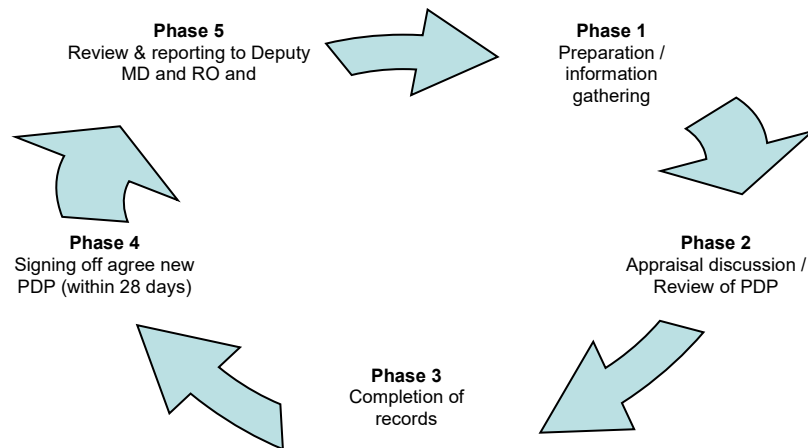 Phase 5
Review & reporting to Deputy
MD and RO and
Phase 1
Preparation /
information
gathering
Phase 2
Appraisal discussion /
Review of PDP
Phase 3
Completion of
records
Phase 4
Signing off agree new
PDP (within 28 days)